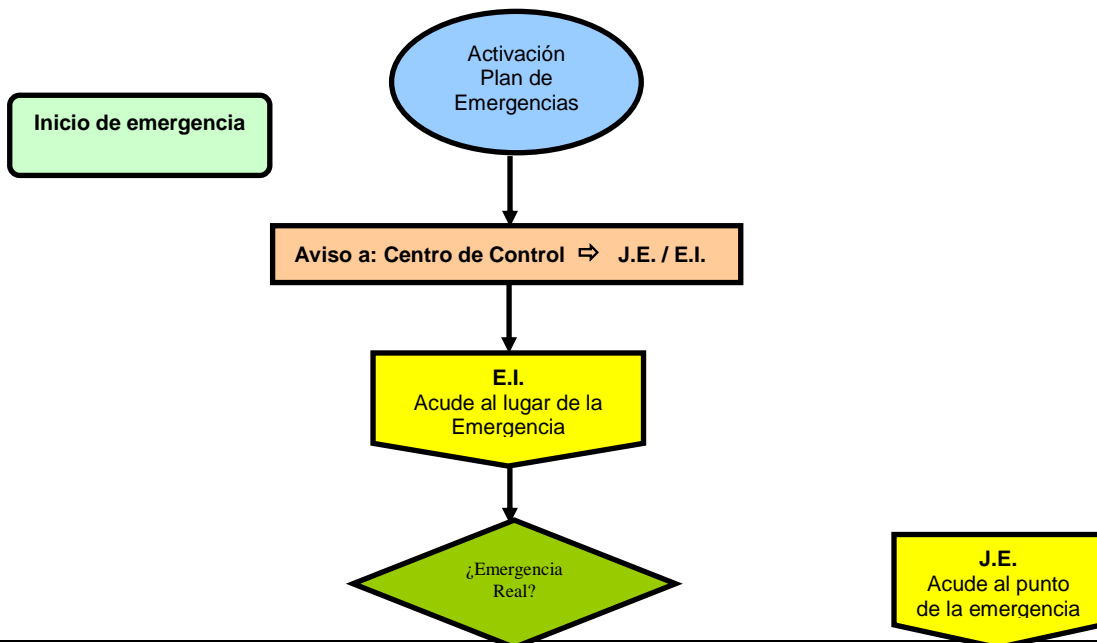 Activación
Plan de
Emergencias
Inicio de emergencia
Aviso a: Centro de Control ⇨ J.E. / E.I.
E.I.
Acude al lugar de la
Emergencia
¿Emergencia
Real?
J.E.
Acude al punto
de la emergencia